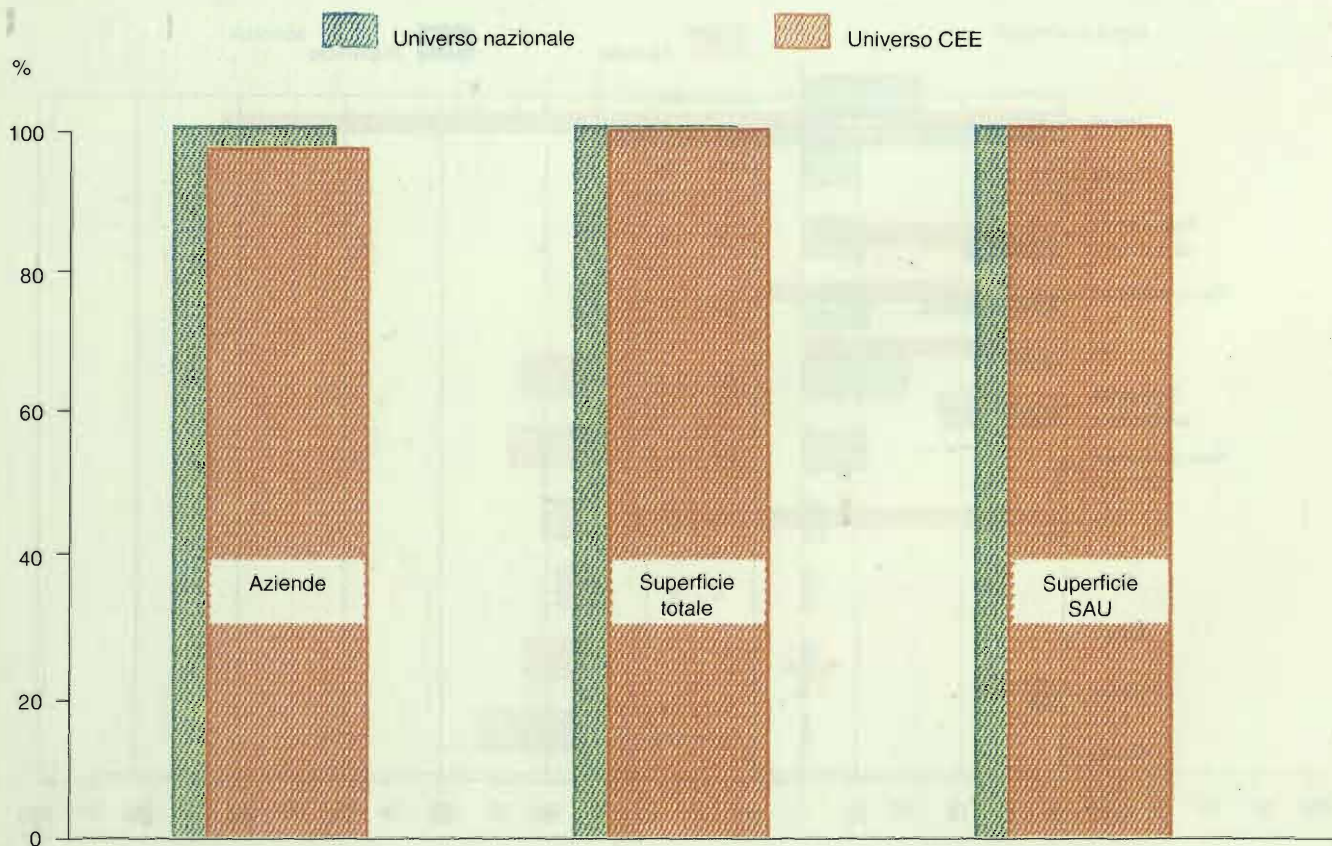 Universo nazionale
Universo CEE
%
100
80
60
40
20
0
Aziende
Superficie
totale
Superficie
SAU